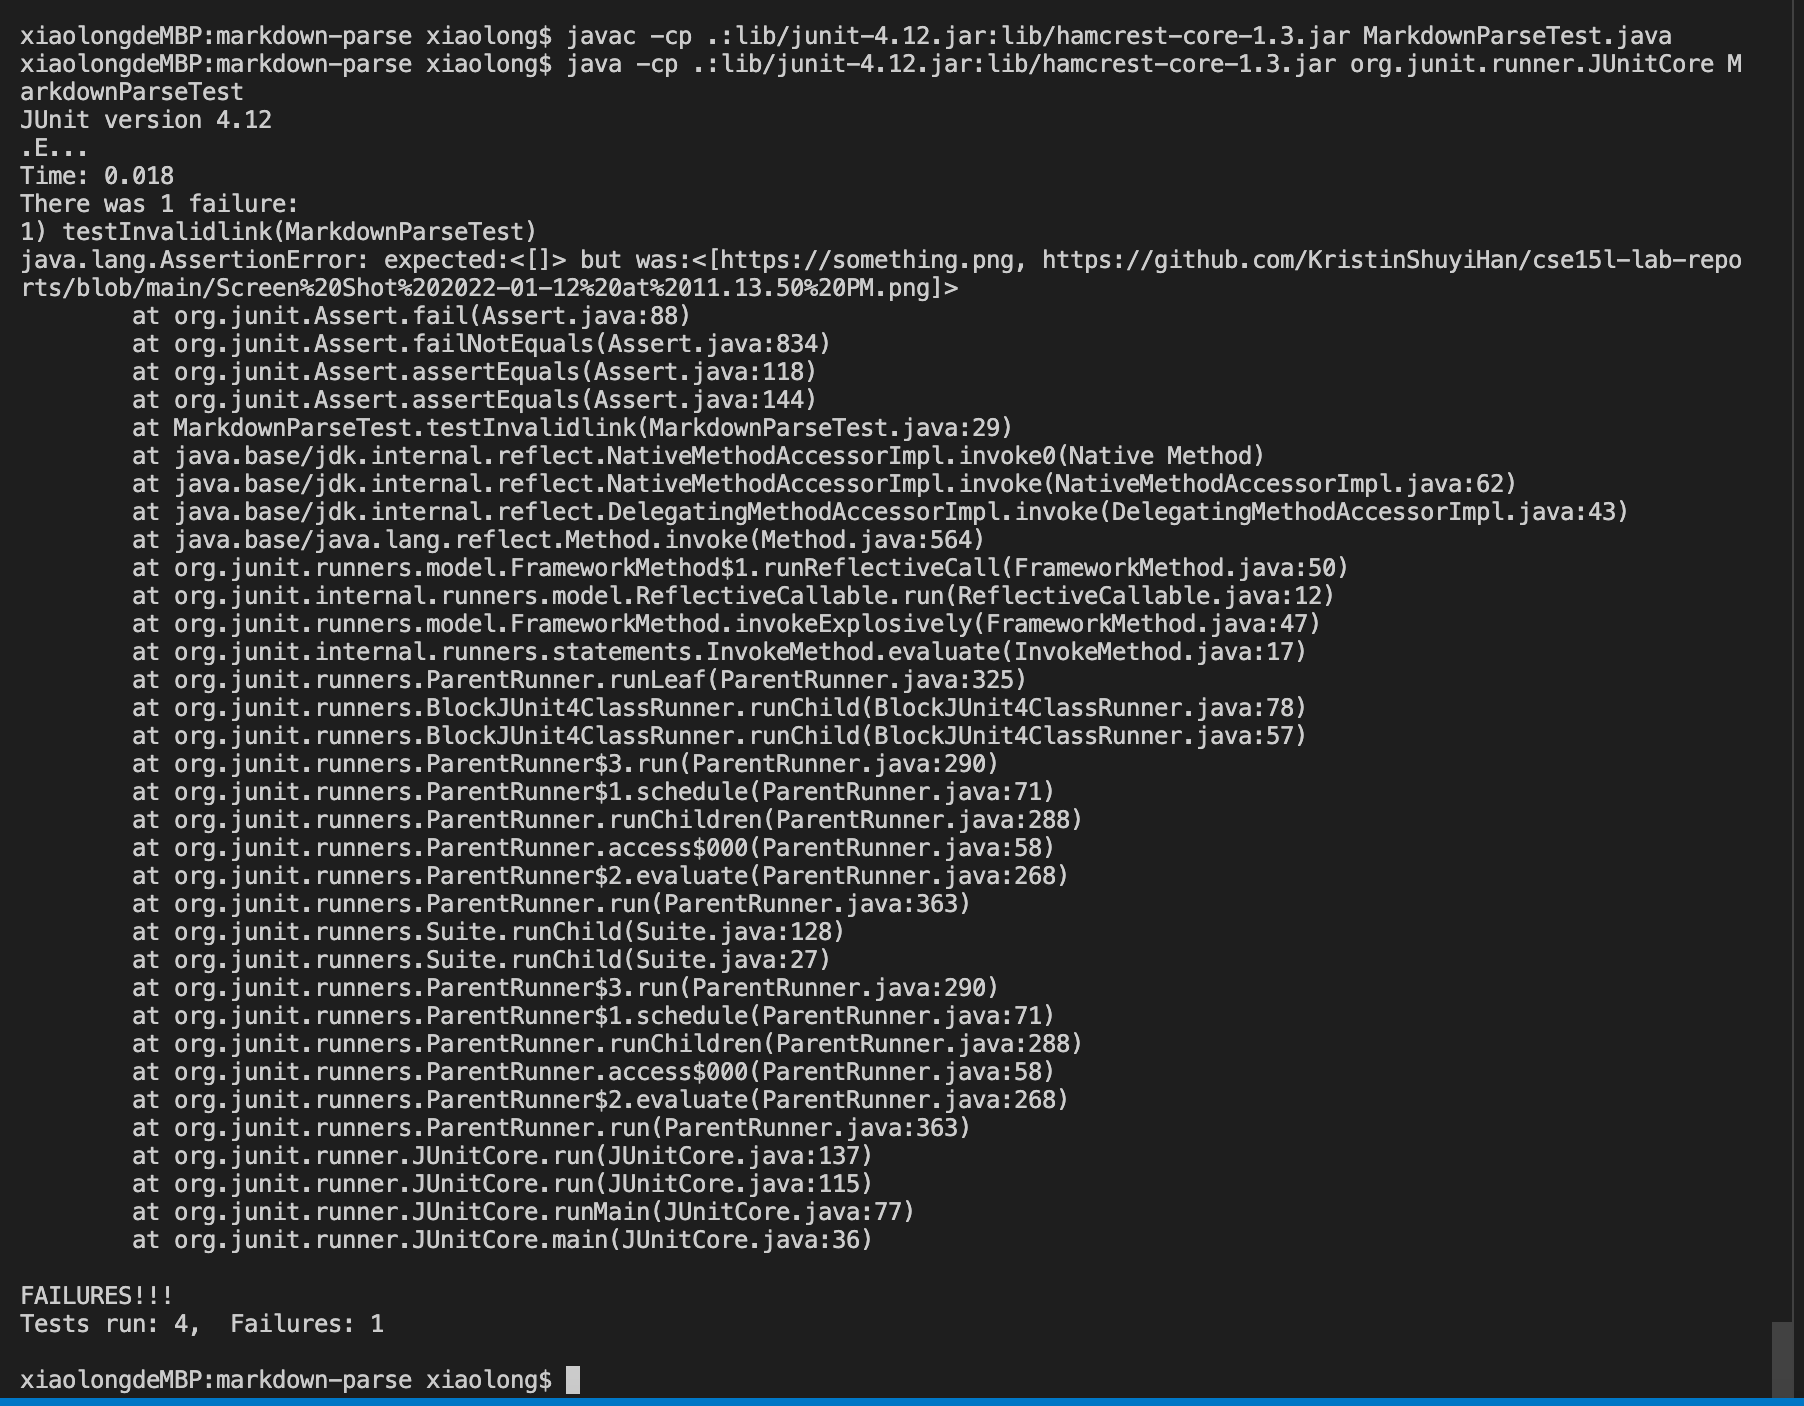 xiaolongdeMBP:markdown-parse xiaolong$ javac -cp .:lib/junit-4.12.jar:lib/hamcrest-core-1.3.jar MarkdownParseTest.java
xiaolongdeMBP:markdown-parse xiaolong$ java -cp .:lib/junit-4.12.jar:lib/hamcrest-core-1.3.jar org.junit.runner.JUnitCore M
arkdownParseTest
JUnit version 4.12
.E...
Time: 0.018
There was 1 failure:
1) testInvalidlink(MarkdownParseTest)
java.lang.AssertionError: expected:<[]> but was:<[https://something.png, https://github.com/KristinShuyiHan/cse15l-lab-repo
rts/blob/main/Screen%20Shot%202022-01-12%20at%2011.13.50%20PM.png]>
        at org.junit.Assert.fail(Assert.java:88)
        at org.junit.Assert.failNotEquals(Assert.java:834)
        at org.junit.Assert.assertEquals(Assert.java:118)
        at org.junit.Assert.assertEquals(Assert.java:144)
        at MarkdownParseTest.testInvalidlink(MarkdownParseTest.java:29)
        at java.base/jdk.internal.reflect.NativeMethodAccessorImpl.invoke0(Native Method)
        at java.base/jdk.internal.reflect.NativeMethodAccessorImpl.invoke(NativeMethodAccessorImpl.java:62)
        at java.base/jdk.internal.reflect.DelegatingMethodAccessorImpl.invoke(DelegatingMethodAccessorImpl.java:43)
        at java.base/java.lang.reflect.Method.invoke(Method.java:564)
        at org.junit.runners.model.FrameworkMethod$1.runReflectiveCall(FrameworkMethod.java:50)
        at org.junit.internal.runners.model.ReflectiveCallable.run(ReflectiveCallable.java:12)
        at org.junit.runners.model.FrameworkMethod.invokeExplosively(FrameworkMethod.java:47)
        at org.junit.internal.runners.statements.InvokeMethod.evaluate(InvokeMethod.java:17)
        at org.junit.runners.ParentRunner.runLeaf(ParentRunner.java:325)
        at org.junit.runners.BlockJUnit4ClassRunner.runChild(BlockJUnit4ClassRunner.java:78)
        at org.junit.runners.BlockJUnit4ClassRunner.runChild(BlockJUnit4ClassRunner.java:57)
        at org.junit.runners.ParentRunner$3.run(ParentRunner.java:290)
        at org.junit.runners.ParentRunner$1.schedule(ParentRunner.java:71)
        at org.junit.runners.ParentRunner.runChildren(ParentRunner.java:288)
        at org.junit.runners.ParentRunner.access$000(ParentRunner.java:58)
        at org.junit.runners.ParentRunner$2.evaluate(ParentRunner.java:268)
        at org.junit.runners.ParentRunner.run(ParentRunner.java:363)
        at org.junit.runners.Suite.runChild(Suite.java:128)
        at org.junit.runners.Suite.runChild(Suite.java:27)
        at org.junit.runners.ParentRunner$3.run(ParentRunner.java:290)
        at org.junit.runners.ParentRunner$1.schedule(ParentRunner.java:71)
        at org.junit.runners.ParentRunner.runChildren(ParentRunner.java:288)
        at org.junit.runners.ParentRunner.access$000(ParentRunner.java:58)
        at org.junit.runners.ParentRunner$2.evaluate(ParentRunner.java:268)
        at org.junit.runners.ParentRunner.run(ParentRunner.java:363)
        at org.junit.runner.JUnitCore.run(JUnitCore.java:137)
        at org.junit.runner.JUnitCore.run(JUnitCore.java:115)
        at org.junit.runner.JUnitCore.runMain(JUnitCore.java:77)
        at org.junit.runner.JUnitCore.main(JUnitCore.java:36)

FAILURES!!!
Tests run: 4,  Failures: 1

xiaolongdeMBP:markdown-parse xiaolong$